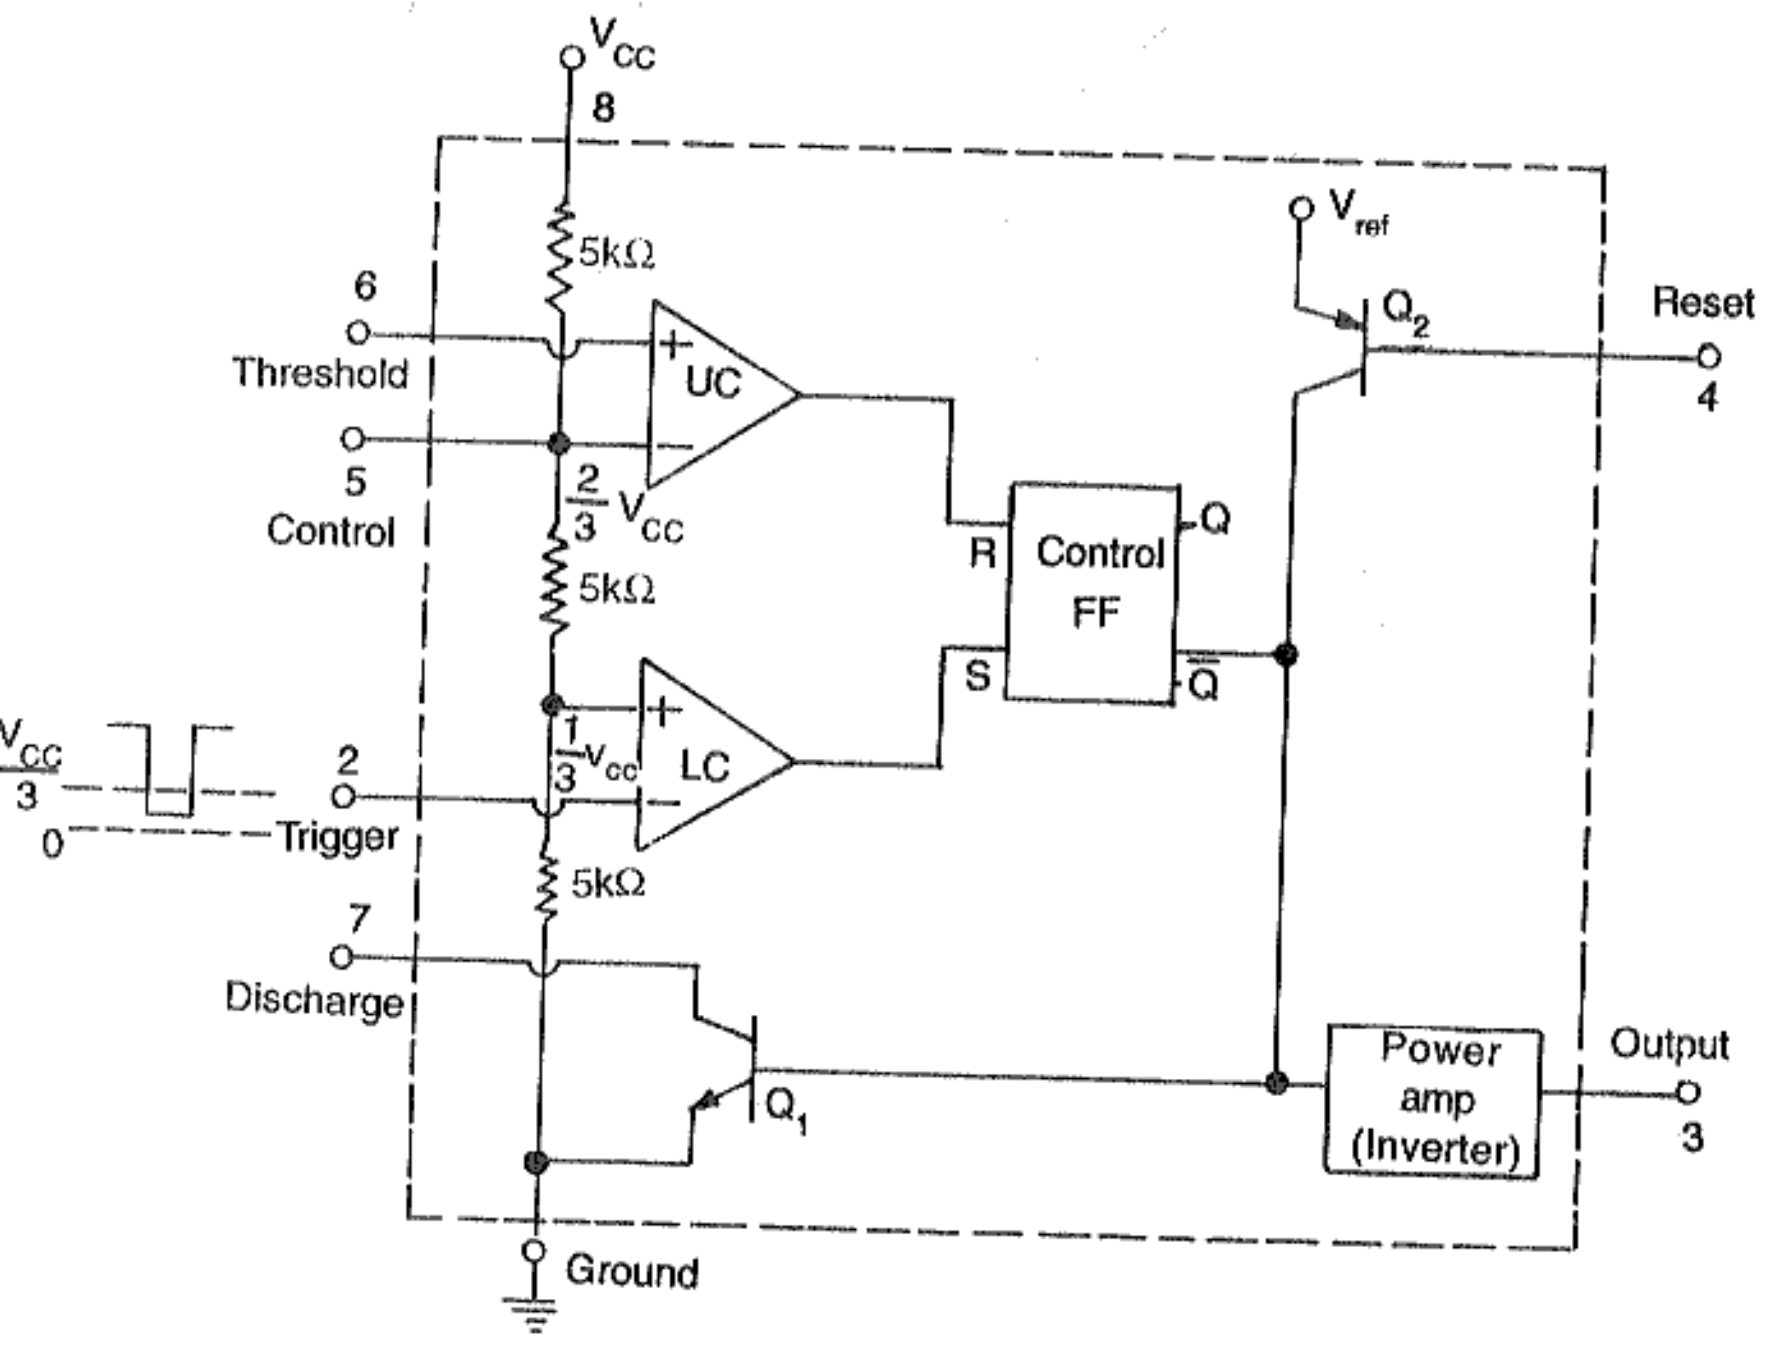 VCC
8
5kΩ
Vref
6
Threshold
+
UC
−
Q2
Reset
4
5
Control
2/3 VCC
5kΩ
R
Control
FF
Q
S
Q̅
+
LC
−
1/3 Vcc
VCC/3
0
2
Trigger
5kΩ
7
Discharge
Q1
Power
amp
(Inverter)
Output
3
Ground